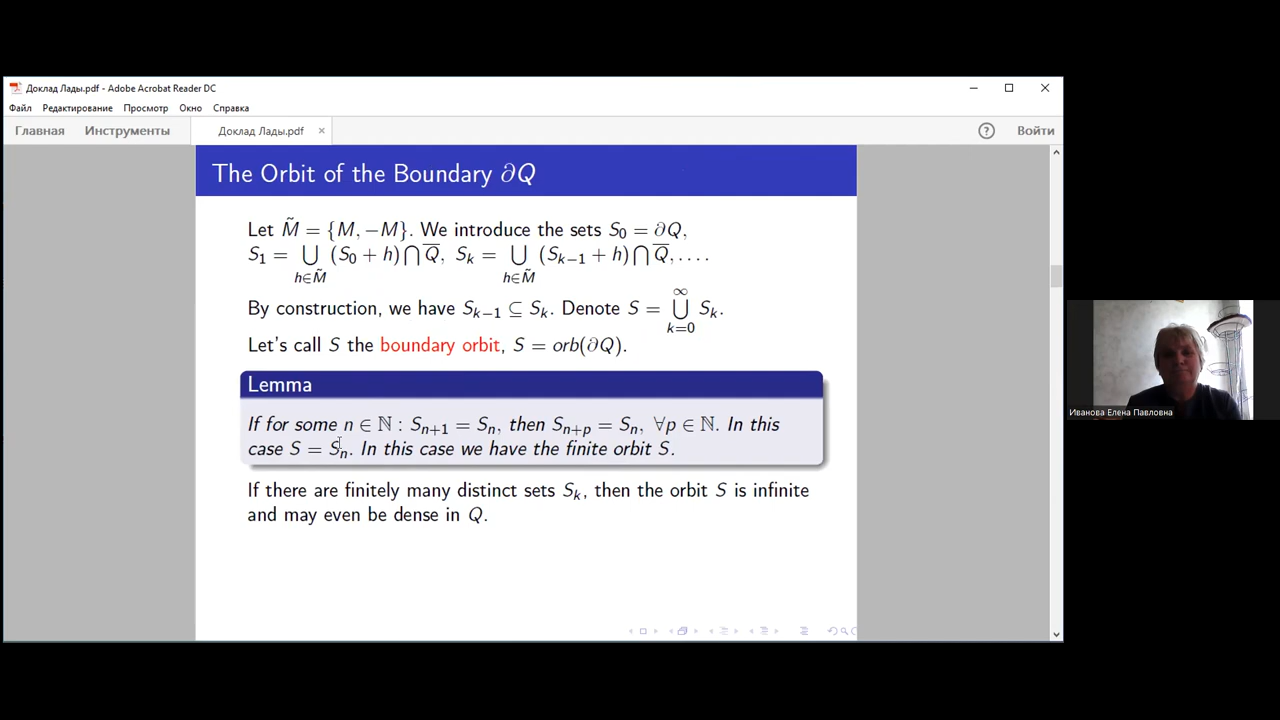 Доклад Лады.pdf - Adobe Acrobat Reader DC
Файл Редактирование Просмотр Окно Справка
Главная Инструменты Доклад Лады.pdf × ? Войти
The Orbit of the Boundary ∂Q
Let M̃ = {M, −M}. We introduce the sets S₀ = ∂Q,
S₁ = ⋃_{h∈M̃} (S₀ + h) ⋂ Q̅, S_k = ⋃_{h∈M̃} (S_{k−1} + h) ⋂ Q̅, . . . .
By construction, we have S_{k−1} ⊆ S_k. Denote S = ⋃_{k=0}^{∞} S_k.
Let's call S the boundary orbit, S = orb(∂Q).
Lemma
If for some n ∈ ℕ : S_{n+1} = S_n, then S_{n+p} = S_n, ∀p ∈ ℕ. In this
case S = S_n. In this case we have the finite orbit S.
If there are finitely many distinct sets S_k, then the orbit S is infinite
and may even be dense in Q.
Иванова Елена Павловна